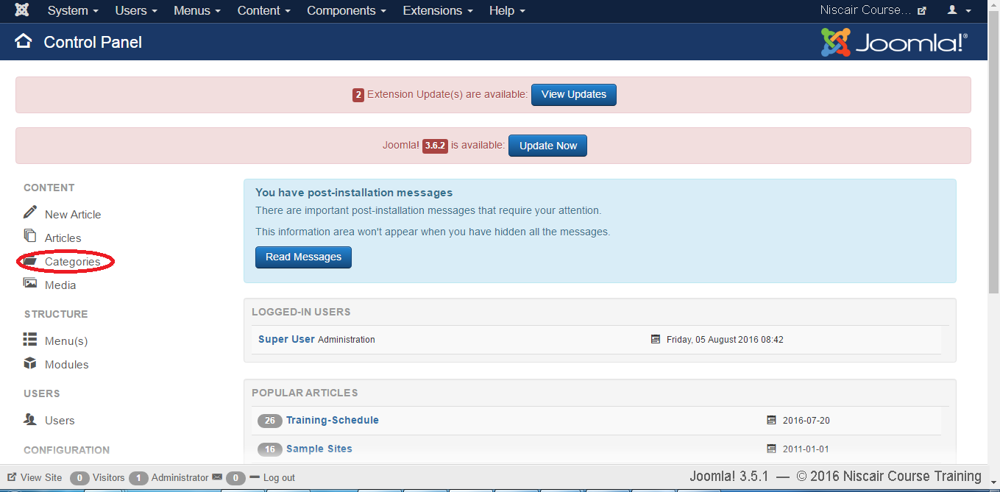 System Users Menus Content Components Extensions Help Niscair Course...
Control Panel Joomla!®
2 Extension Update(s) are available: View Updates
Joomla! 3.6.2 is available: Update Now
CONTENT
New Article
Articles
Categories
Media
STRUCTURE
Menu(s)
Modules
USERS
Users
CONFIGURATION
You have post-installation messages
There are important post-installation messages that require your attention.
This information area won't appear when you have hidden all the messages.
Read Messages
LOGGED-IN USERS
Super User Administration Friday, 05 August 2016 08:42
POPULAR ARTICLES
26 Training-Schedule 2016-07-20
16 Sample Sites 2011-01-01
View Site 0 Visitors 1 Administrator 0 Log out Joomla! 3.5.1 — © 2016 Niscair Course Training